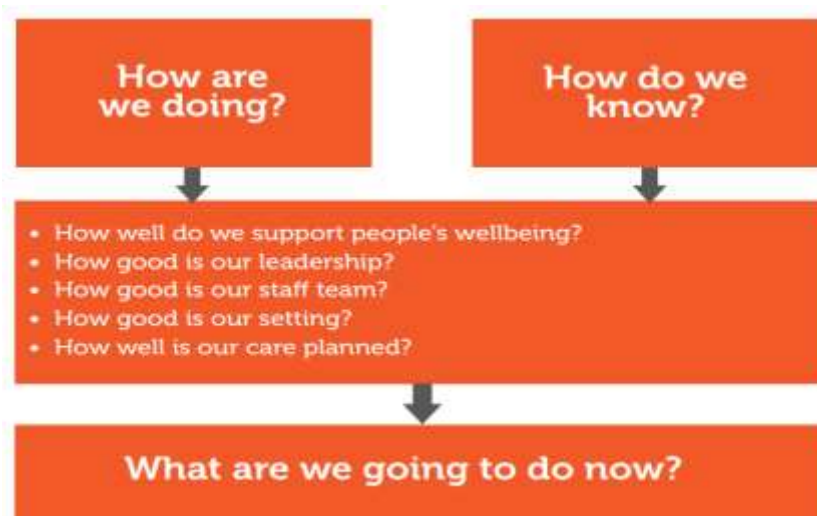 How are
we doing?
How do we
know?
• How well do we support people's wellbeing?
• How good is our leadership?
• How good is our staff team?
• How good is our setting?
• How well is our care planned?
What are we going to do now?